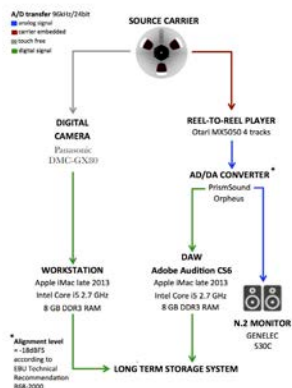 A/D transfer 96kHz/24bit
analog signal
carrier embedded
touch free
digital signal
SOURCE CARRIER
DIGITAL
CAMERA
Panasonic
DMC-GX80
REEL-TO-REEL PLAYER
Otari MX5050 4 tracks
AD/DA CONVERTER*
PrismSound
Orpheus
WORKSTATION
Apple iMac late 2013
Intel Core i5 2.7 GHz
8 GB DDR3 RAM
DAW
Adobe Audition CS6
Apple iMac late 2013
Intel Core i5 2.7 GHz
8 GB DDR3 RAM
N.2 MONITOR
GENELEC
S30C
*Alignment level
= -18dBFS
according to
EBU Technical
Recommendation
R68-2000
LONG TERM STORAGE SYSTEM